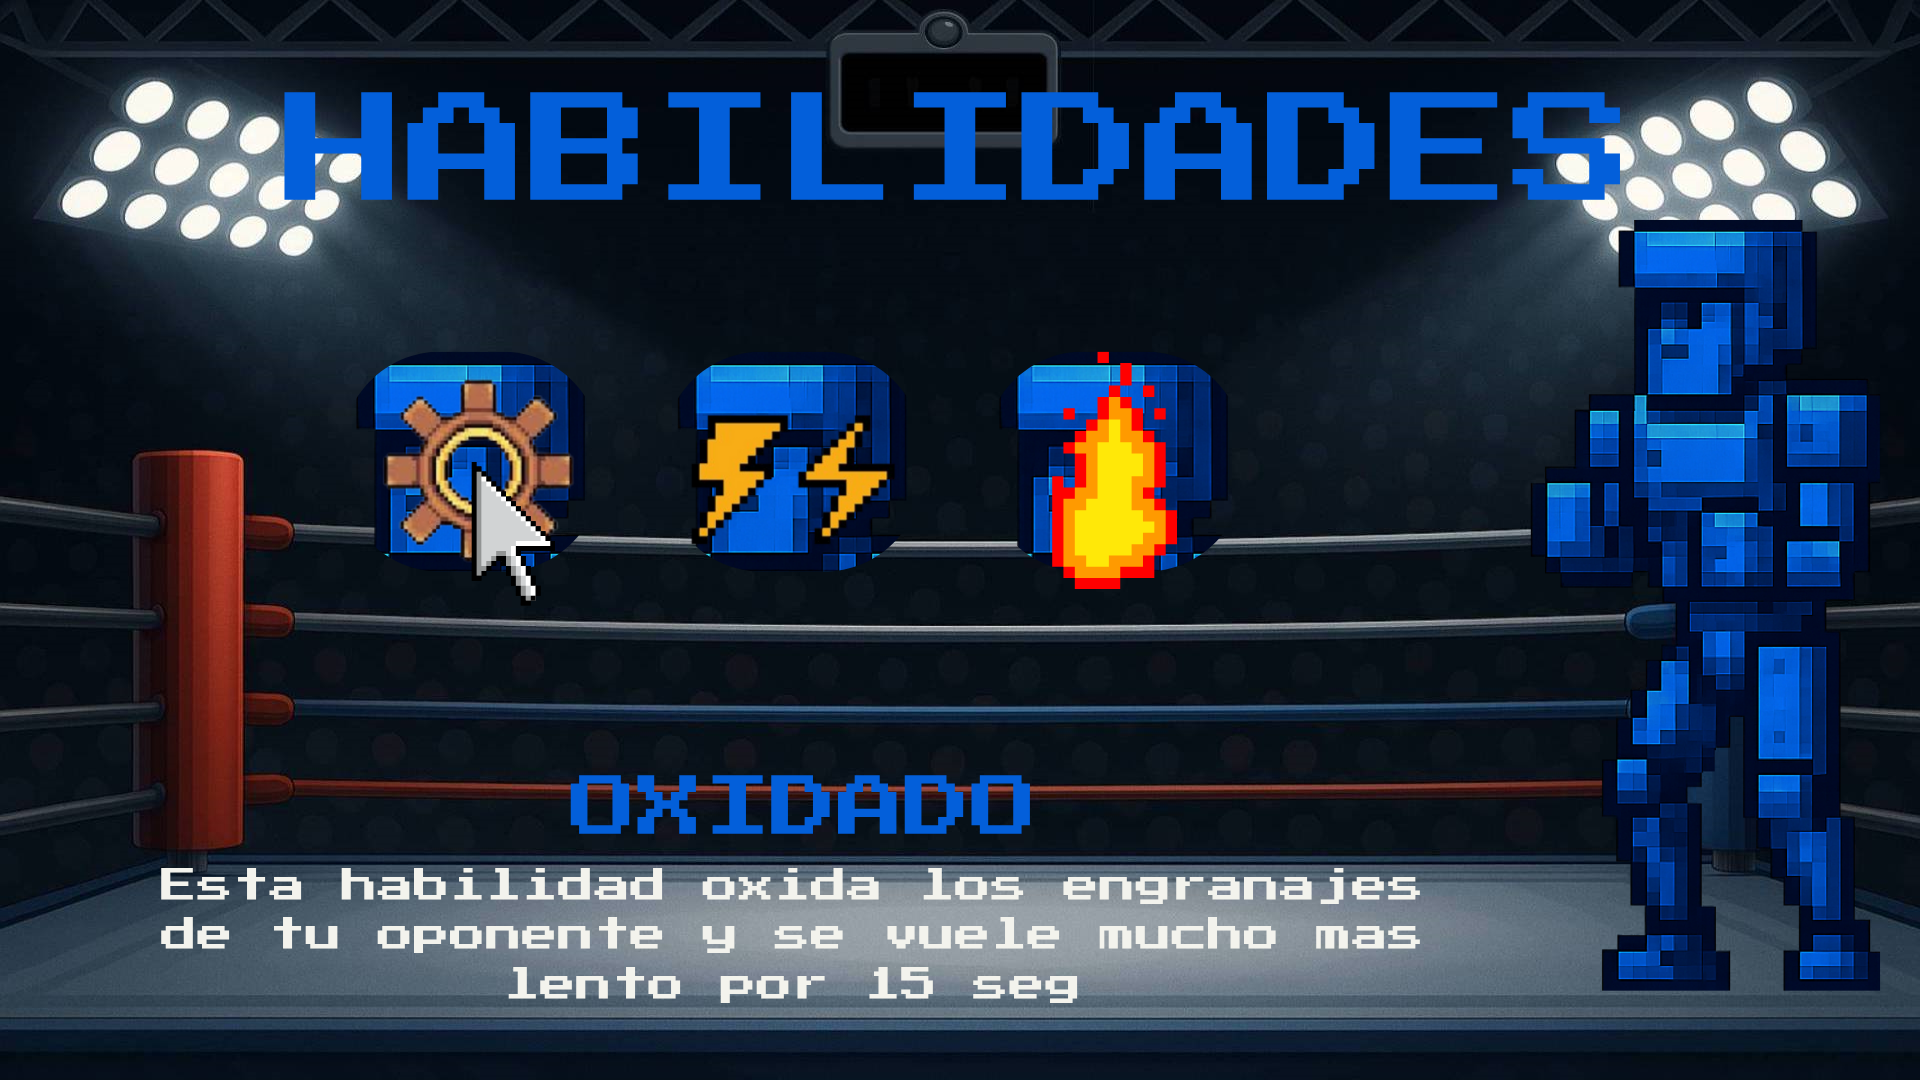 HABILIDADES
OXIDADO
Esta habilidad oxida los engranajes
de tu oponente y se vuele mucho mas
lento por 15 seg